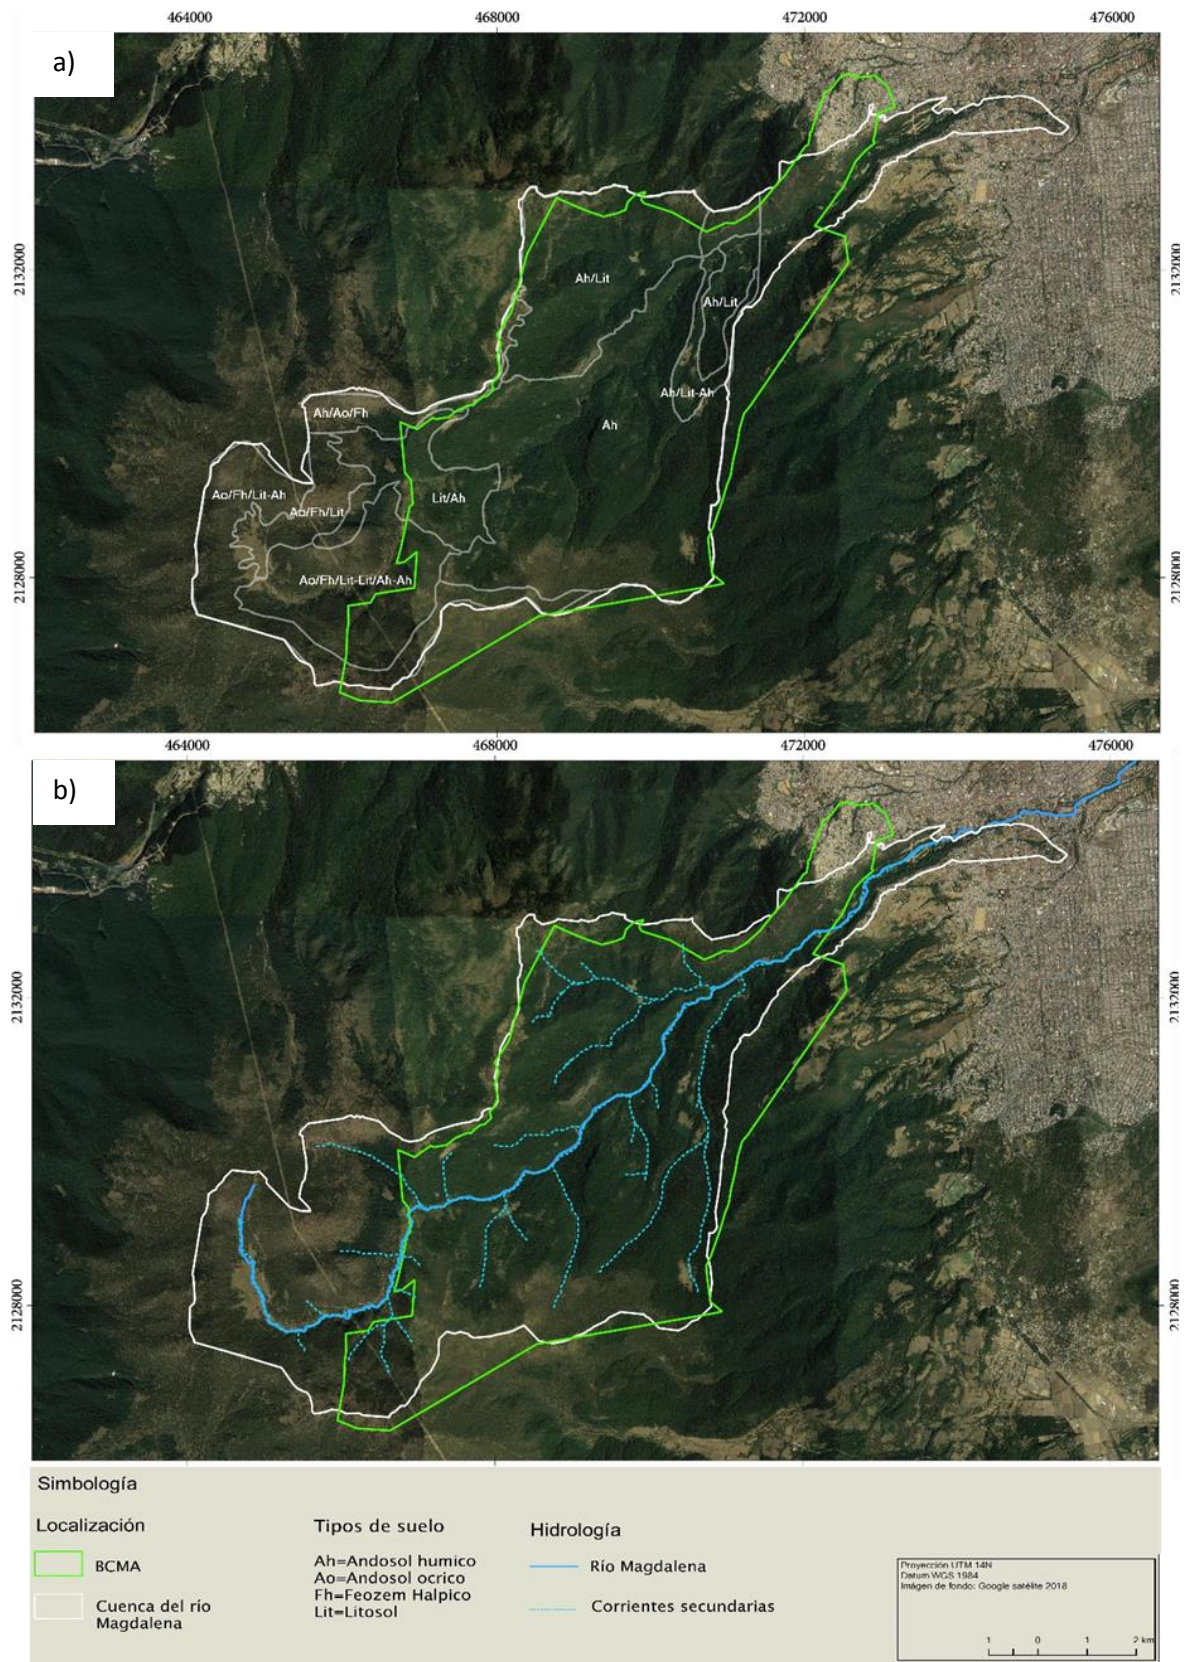 464000 468000 472000 476000
a)
2132000 2132000
Ah/Lit
Ah/Lit
Ah/Lit-Ah
Ah/Ao/Fh
Ah
Ao/Fh/Lit-Ah
Lit/Ah
Ao/Fh/Lit
2128000 2128000
Ao/Fh/Lit-Lit/Ah-Ah
464000 468000 472000 476000
b)
2132000 2132000
2128000 2128000
Simbología
Localización
BCMA
Cuenca del río
Magdalena
Tipos de suelo
Ah=Andosol humico
Ao=Andosol ocrico
Fh=Feozem Halpico
Lit=Litosol
Hidrología
Río Magdalena
Corrientes secundarias
Proyección UTM 14N
Datum WGS 1984
Imágen de fondo: Google satélite 2018
1 0 1 2 km